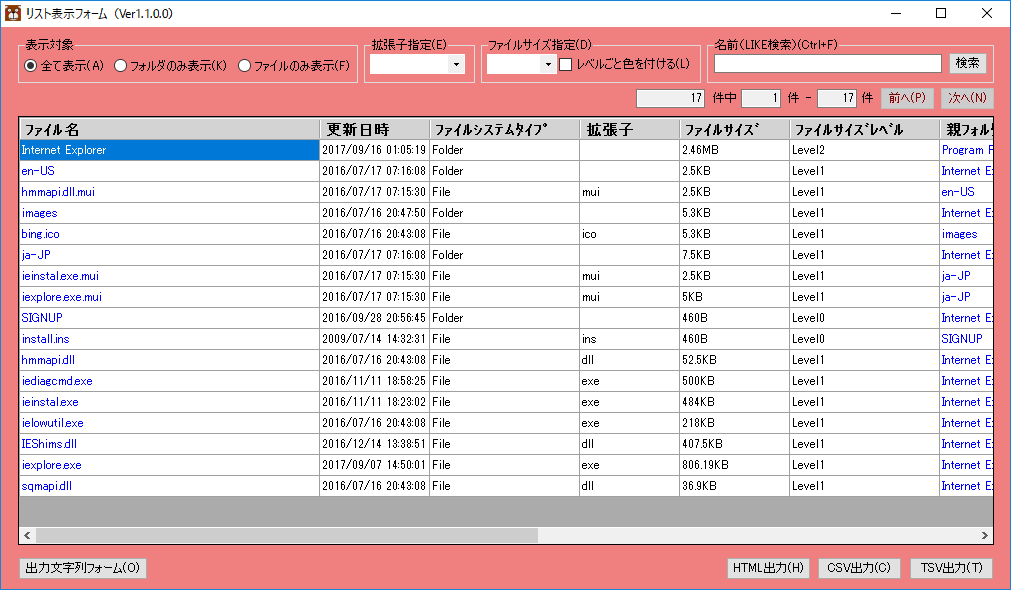 リスト表示フォーム (Ver1.1.0.0)
表示対象 拡張子指定(E) ファイルサイズ指定(D) 名前(LIKE検索)(Ctrl+F)
全て表示(A) フォルダのみ表示(K) ファイルのみ表示(F) レベルごと色を付ける(L) 検索
17 件中 1 件 - 17 件 前へ(P) 次へ(N)
ファイル名 更新日時 ファイルシステムタイプ 拡張子 ファイルサイズ ファイルサイズレベル 親フォル
Internet Explorer 2017/09/16 01:05:19 Folder 2.46MB Level2 Program F
en-US 2016/07/17 07:16:08 Folder 2.5KB Level1 Internet E
hmmapi.dll.mui 2016/07/17 07:15:30 File mui 2.5KB Level1 en-US
images 2016/07/16 20:47:50 Folder 5.3KB Level1 Internet E
bing.ico 2016/07/16 20:43:08 File ico 5.3KB Level1 images
ja-JP 2016/07/17 07:16:08 Folder 7.5KB Level1 Internet E
ieinstal.exe.mui 2016/07/17 07:15:30 File mui 2.5KB Level1 ja-JP
iexplore.exe.mui 2016/07/17 07:15:30 File mui 5KB Level1 ja-JP
SIGNUP 2016/09/28 20:56:45 Folder 460B Level0 Internet E
install.ins 2009/07/14 14:32:31 File ins 460B Level0 SIGNUP
hmmapi.dll 2016/07/16 20:43:08 File dll 52.5KB Level1 Internet E
iediagcmd.exe 2016/11/11 18:58:25 File exe 500KB Level1 Internet E
ieinstal.exe 2016/11/11 18:23:02 File exe 484KB Level1 Internet E
ielowutil.exe 2016/07/16 20:43:08 File exe 218KB Level1 Internet E
IEShims.dll 2016/12/14 13:38:51 File dll 407.5KB Level1 Internet E
iexplore.exe 2017/09/07 14:50:01 File exe 806.19KB Level1 Internet E
sqmapi.dll 2016/07/16 20:43:08 File dll 36.9KB Level1 Internet E
出力文字列フォーム(O) HTML出力(H) CSV出力(C) TSV出力(T)